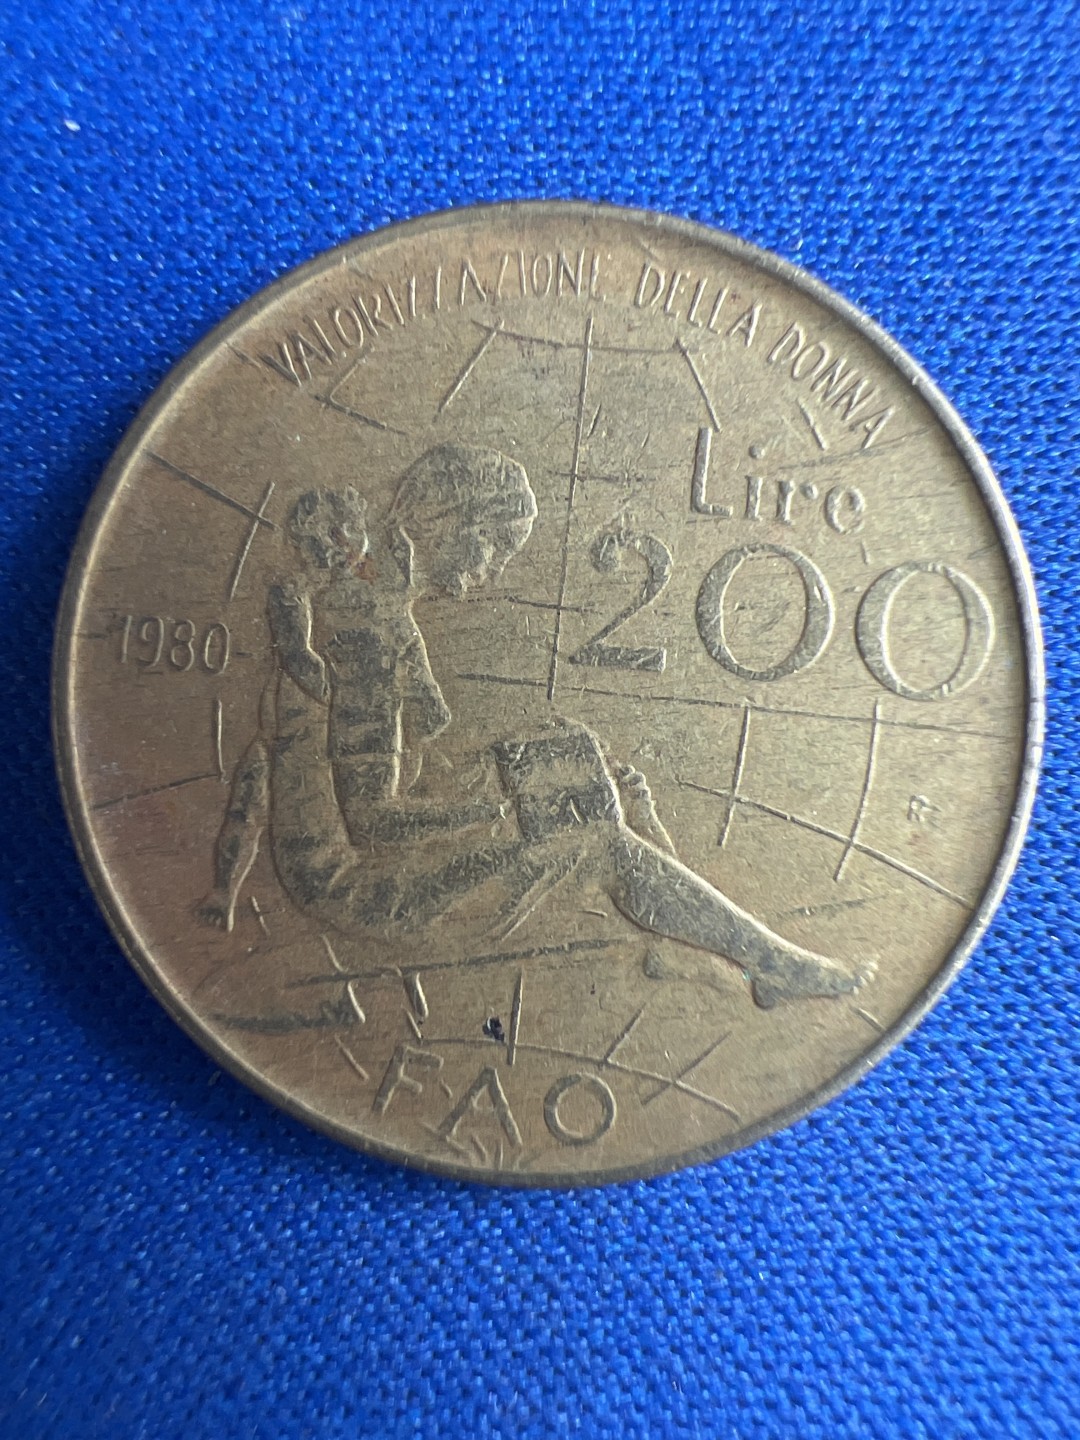 VALORIZZAZIONE DELLA DONNA
Lire
200
1980
R
FAO